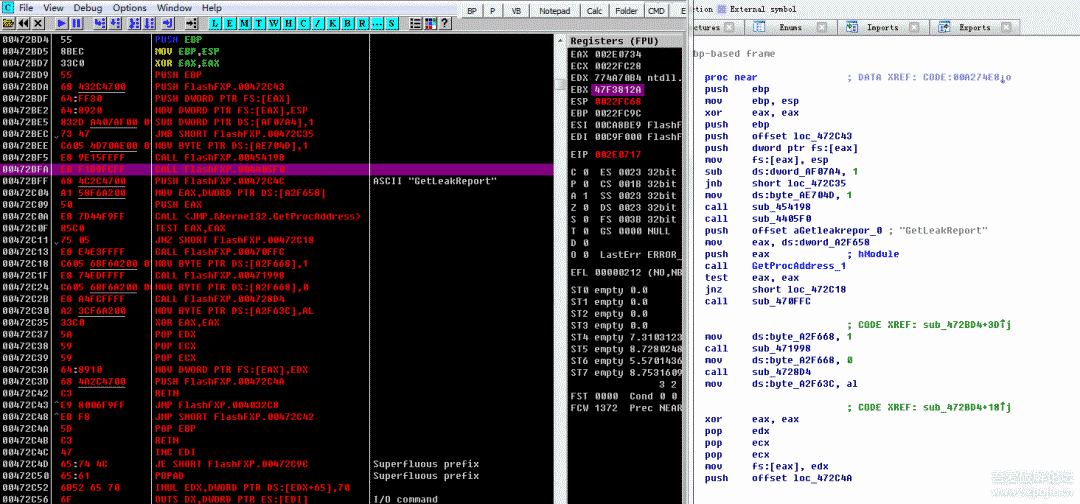 File View Debug Options Window Help
BP P VB Notepad Calc Folder CMD E
L E M T W H C / K B R ... S
ction External symbol
ctures Enums Imports Exports
00472BD4 55 PUSH EBP
00472BD5 8BEC MOV EBP,ESP
00472BD7 33C0 XOR EAX,EAX
00472BD9 55 PUSH EBP
00472BDA 68 432C4700 PUSH FlashFXP.00472C43
00472BDF 64:FF30 PUSH DWORD PTR FS:[EAX]
00472BE2 64:8920 MOV DWORD PTR FS:[EAX],ESP
00472BE5 832D A407AF00 0 SUB DWORD PTR DS:[AF07A4],1
00472BEC 73 47 JNB SHORT FlashFXP.00472C35
00472BEE C605 4D70AE00 0 MOV BYTE PTR DS:[AE704D],1
00472BF5 E8 9E15FEFF CALL FlashFXP.00454198
00472BFA CALL FlashFXP.004405F0
00472BFF 68 4C2C4700 PUSH FlashFXP.00472C4C ASCII "GetLeakReport"
00472C04 A1 58F6A200 MOV EAX,DWORD PTR DS:[A2F658]
00472C09 50 PUSH EAX
00472C0A E8 7D44F9FF CALL <JMP.&kernel32.GetProcAddress>
00472C0F 85C0 TEST EAX,EAX
00472C11 75 05 JNZ SHORT FlashFXP.00472C18
00472C13 E8 E4E3FFFF CALL FlashFXP.00470FFC
00472C18 C605 68F6A200 0 MOV BYTE PTR DS:[A2F668],1
00472C1F E8 74EDFFFF CALL FlashFXP.00471998
00472C24 C605 68F6A200 0 MOV BYTE PTR DS:[A2F668],0
00472C2B E8 A4FCFFFF CALL FlashFXP.004728D4
00472C30 A2 3CF6A200 MOV BYTE PTR DS:[A2F63C],AL
00472C35 33C0 XOR EAX,EAX
00472C37 5A POP EDX
00472C38 59 POP ECX
00472C39 59 POP ECX
00472C3A 64:8910 MOV DWORD PTR FS:[EAX],EDX
00472C3D 68 4A2C4700 PUSH FlashFXP.00472C4A
00472C42 C3 RETN
00472C43 E9 8006F9FF JMP FlashFXP.004032C8
00472C48 EB F8 JMP SHORT FlashFXP.00472C42
00472C4A 5D POP EBP
00472C4B C3 RETN
00472C4C 47 INC EDI
00472C4D 65:74 4C JE SHORT FlashFXP.00472C9C Superfluous prefix
00472C50 65:61 POPAD Superfluous prefix
00472C52 6B52 65 70 IMUL EDX,DWORD PTR DS:[EDX+65],70
00472C56 6F OUTS DX,DWORD PTR ES:[EDI] I/O command
Registers (FPU)
EAX 002E0734
ECX 0022FC28
EDX 774A70B4 ntdll.
EBX 47F3812A
ESP 0022FC68
EBP 0022FC9C
ESI 00CA8BE9 FlashF
EDI 00C9F000 FlashF
EIP 002E0717
C 0 ES 0023 32bit
P 0 CS 001B 32bit
A 1 SS 0023 32bit
Z 0 DS 0023 32bit
S 0 FS 003B 32bit
T 0 GS 0000 NULL
D 0
O 0 LastErr ERROR_
EFL 00000212 (NO,NB
ST0 empty 0.0
ST1 empty 0.0
ST2 empty 0.0
ST3 empty 0.0
ST4 empty 7.3103123
ST5 empty 8.7280248
ST6 empty 5.5701436
ST7 empty 8.7531609
3 2
FST 0000 Cond 0 0
FCW 1372 Prec NEAR
bp-based frame
proc near ; DATA XREF: CODE:00A274E8↓o
push ebp
mov ebp, esp
xor eax, eax
push ebp
push offset loc_472C43
push dword ptr fs:[eax]
mov fs:[eax], esp
sub ds:dword_AF07A4, 1
jnb short loc_472C35
mov ds:byte_AE704D, 1
call sub_454198
call sub_4405F0
push offset aGetleakrepor_0 ; "GetLeakReport"
mov eax, ds:dword_A2F658
push eax ; hModule
call GetProcAddress_1
test eax, eax
jnz short loc_472C18
call sub_470FFC
; CODE XREF: sub_472BD4+3D↑j
mov ds:byte_A2F668, 1
call sub_471998
mov ds:byte_A2F668, 0
call sub_4728D4
mov ds:byte_A2F63C, al
; CODE XREF: sub_472BD4+18↑j
xor eax, eax
pop edx
pop ecx
pop ecx
mov fs:[eax], edx
push offset loc_472C4A
吾爱破解论坛
www.52pojie.cn